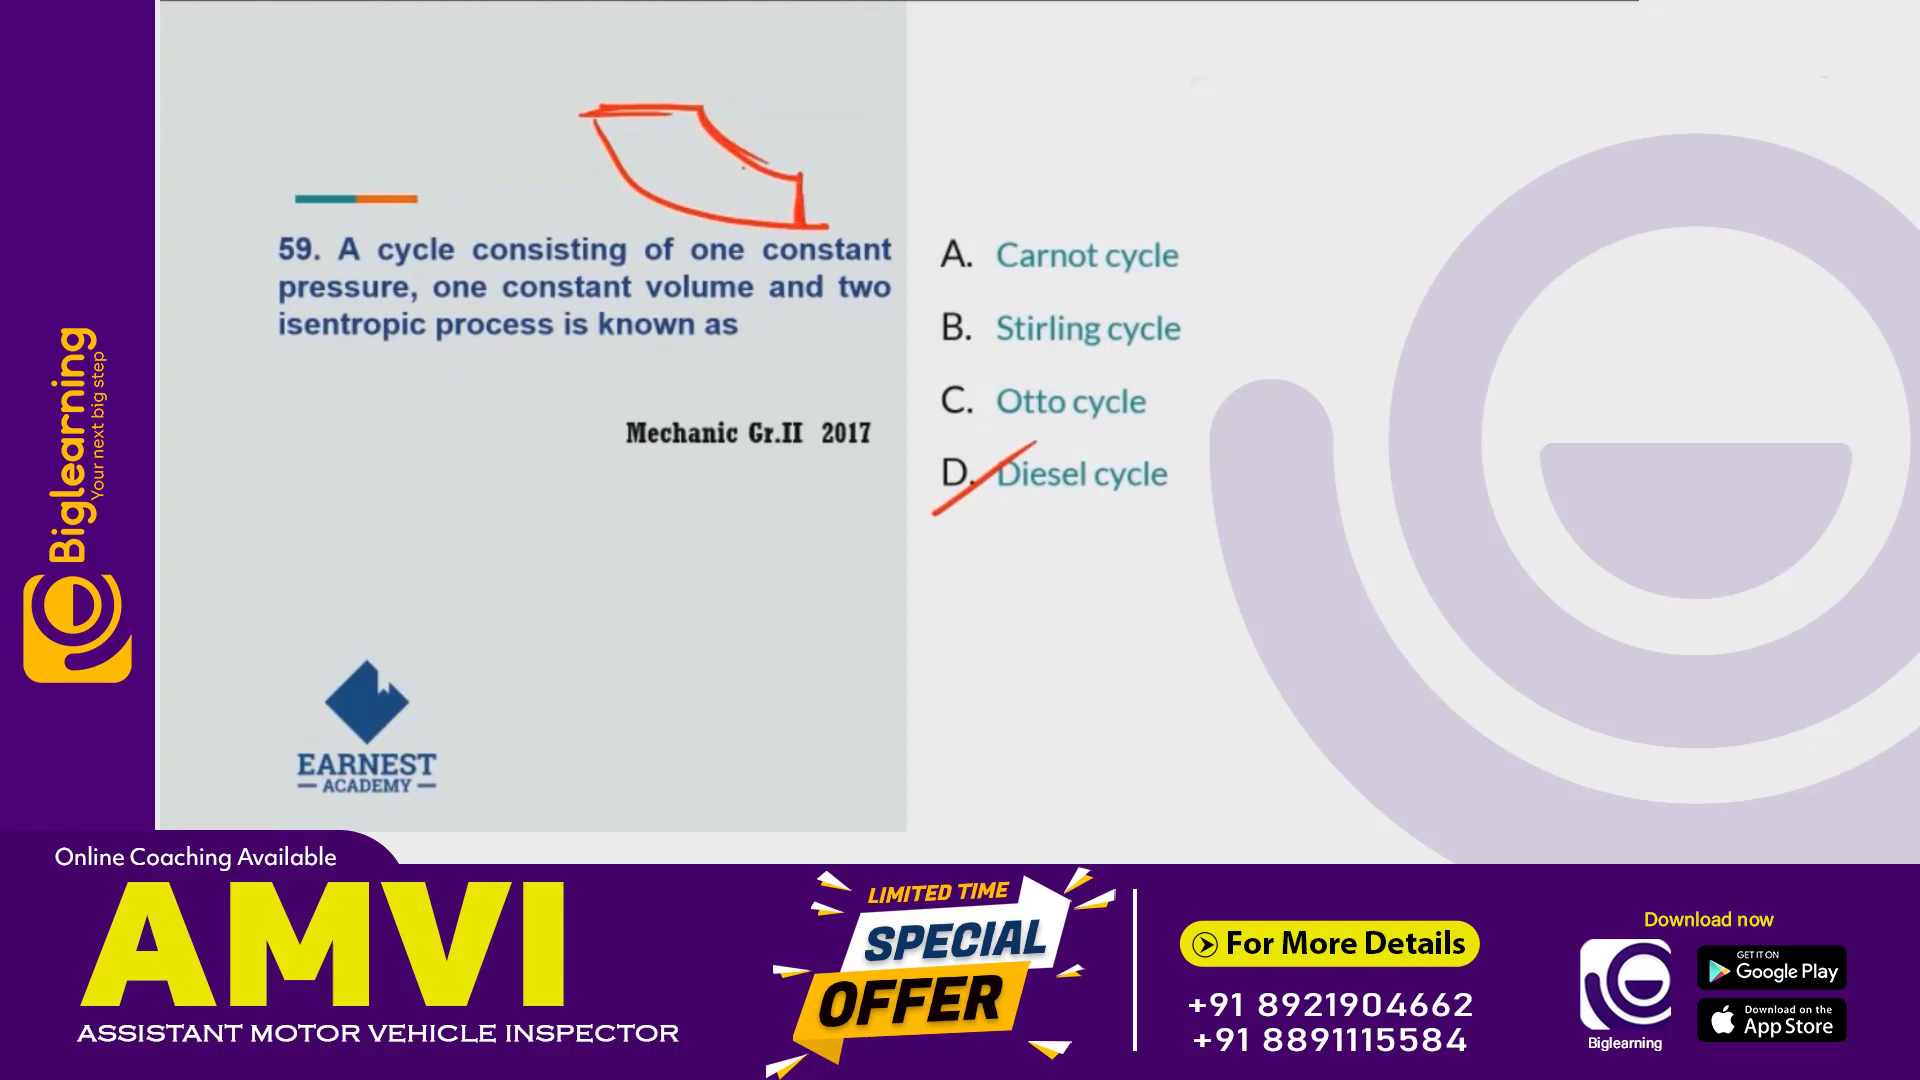 59. A cycle consisting of one constant
pressure, one constant volume and two
isentropic process is known as
Mechanic Gr.II 2017
A. Carnot cycle
B. Stirling cycle
C. Otto cycle
D. Diesel cycle
EARNEST
ACADEMY
Biglearning
Your next big step
Online Coaching Available
AMVI
ASSISTANT MOTOR VEHICLE INSPECTOR
LIMITED TIME
SPECIAL
OFFER
For More Details
+91 8921904662
+91 8891115584
Download now
Biglearning
GET IT ON
Google Play
Download on the
App Store